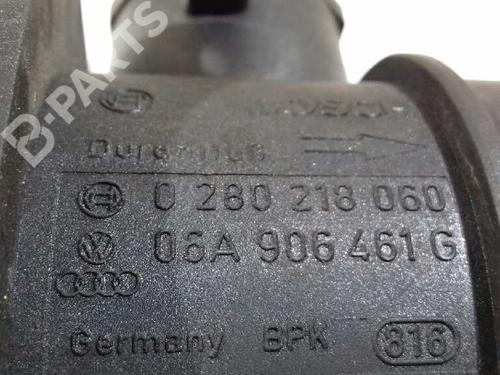 B-PARTS
BOSCH
Durchfluß
0 280 218 060
06A 906 461 G
Germany BPK 816